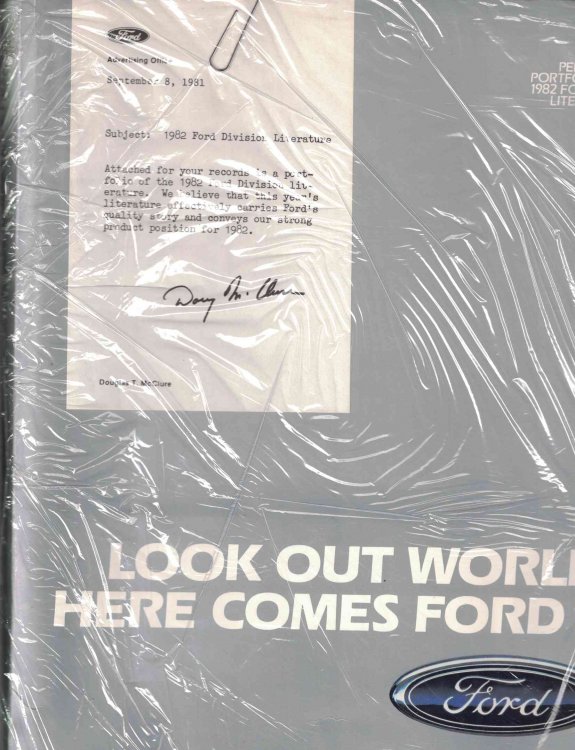 Ford
Advertising Office
September 8, 1981
Subject: 1982 Ford Division Literature
Attached for your records is a port-
folio of the 1982 Ford Division lit-
erature. We believe that this year's
literature effectively carries Ford's
quality story and conveys our strong
product position for 1982.
Doug McClure
Douglas T. McClure
PE
PORTFO
1982 FO
LITE
LOOK OUT WORL
HERE COMES FORD
Ford